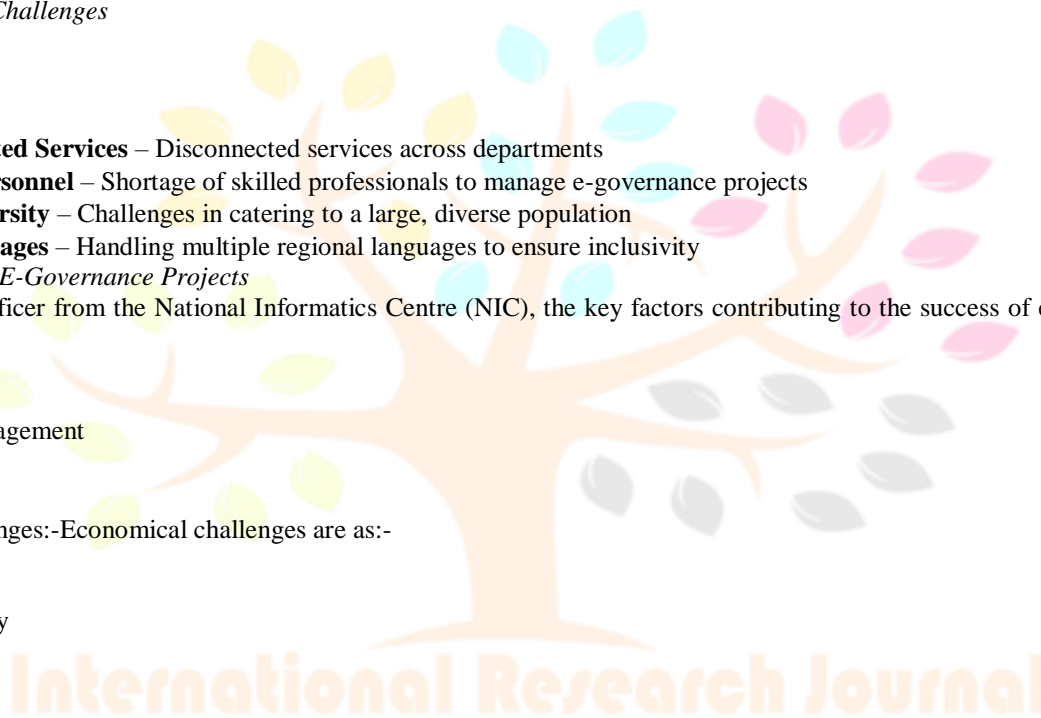 Challenges
ted Services – Disconnected services across departments
rsonnel – Shortage of skilled professionals to manage e-governance projects
rsity – Challenges in catering to a large, diverse population
ages – Handling multiple regional languages to ensure inclusivity
E-Governance Projects
fficer from the National Informatics Centre (NIC), the key factors contributing to the success of
agement
nges:-Economical challenges are as:-
y
International Research Journal